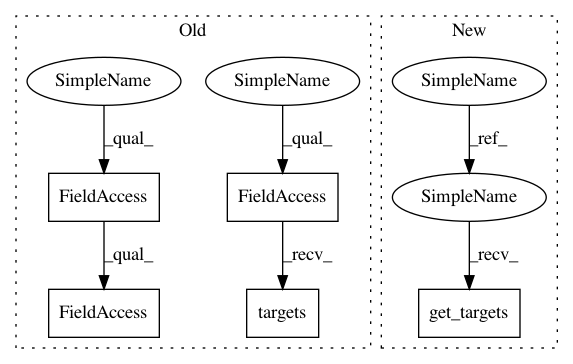 Old
New
SimpleName
SimpleName
SimpleName
_qual_
_qual_
_ref_
FieldAccess
FieldAccess
SimpleName
_qual_
_recv_
_recv_
FieldAccess
targets
get_targets